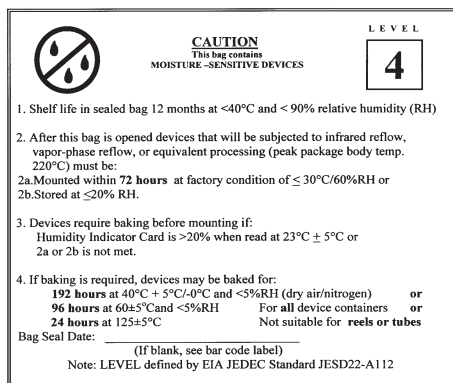 LEVEL
CAUTION
This bag contains
MOISTURE –SENSITIVE DEVICES
4
1. Shelf life in sealed bag 12 months at <40°C and < 90% relative humidity (RH)
2. After this bag is opened devices that will be subjected to infrared reflow,
vapor-phase reflow, or equivalent processing (peak package body temp.
220°C) must be:
2a.Mounted within 72 hours at factory condition of ≤ 30°C/60%RH or
2b.Stored at ≤20% RH.
3. Devices require baking before mounting if:
Humidity Indicator Card is >20% when read at 23°C ± 5°C or
2a or 2b is not met.
4. If baking is required, devices may be baked for:
192 hours at 40°C + 5°C/-0°C and <5%RH (dry air/nitrogen) or
96 hours at 60±5°Cand <5%RH For all device containers or
24 hours at 125±5°C Not suitable for reels or tubes
Bag Seal Date:
(If blank, see bar code label)
Note: LEVEL defined by EIA JEDEC Standard JESD22-A112